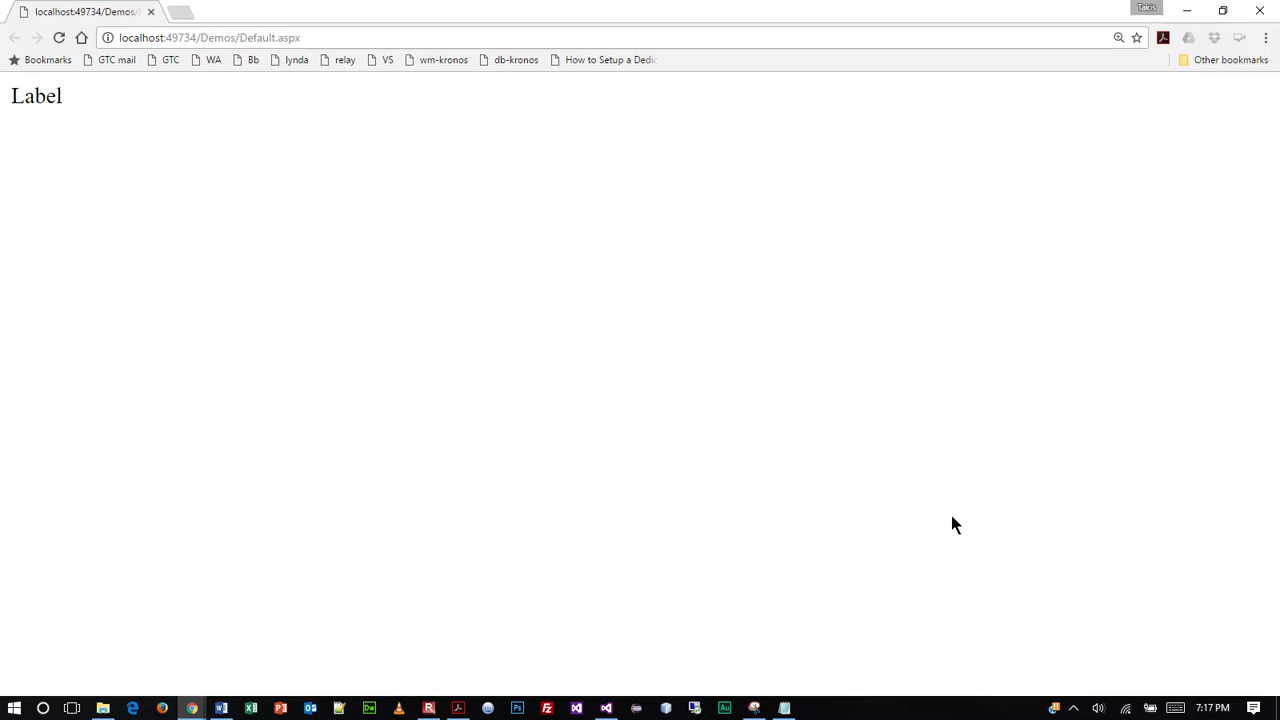 localhost:49734/Demos/
Takis
localhost:49734/Demos/Default.aspx
Bookmarks GTC mail GTC WA Bb lynda relay VS wm-kronos db-kronos How to Setup a Dedic Other bookmarks
Label
7:17 PM